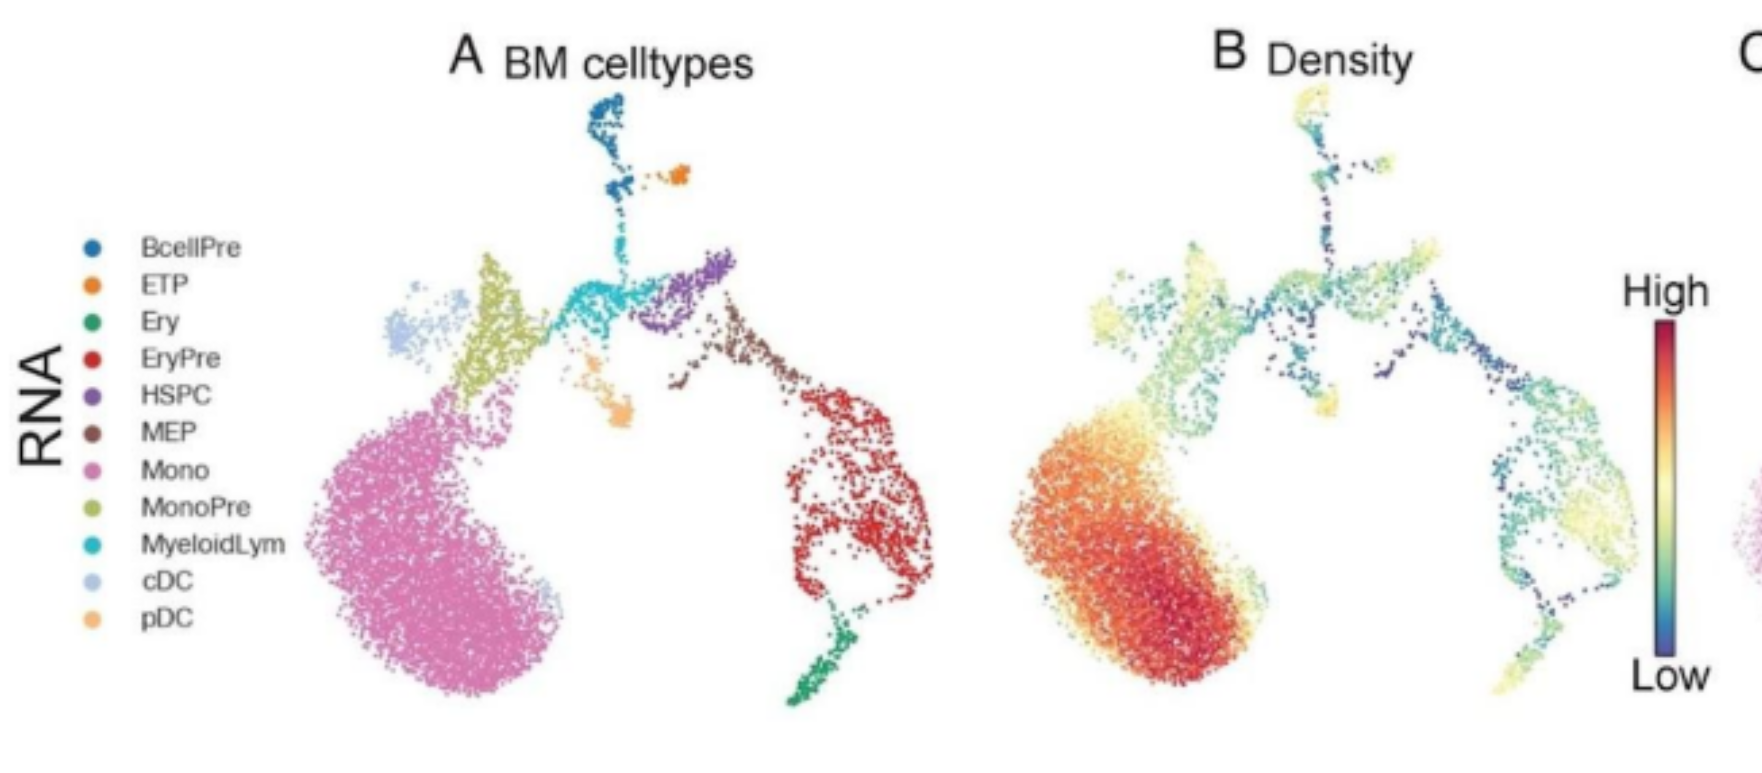 A BM celltypes
B Density
C
RNA
BcellPre
ETP
Ery
EryPre
HSPC
MEP
Mono
MonoPre
MyeloidLym
cDC
pDC
High
Low